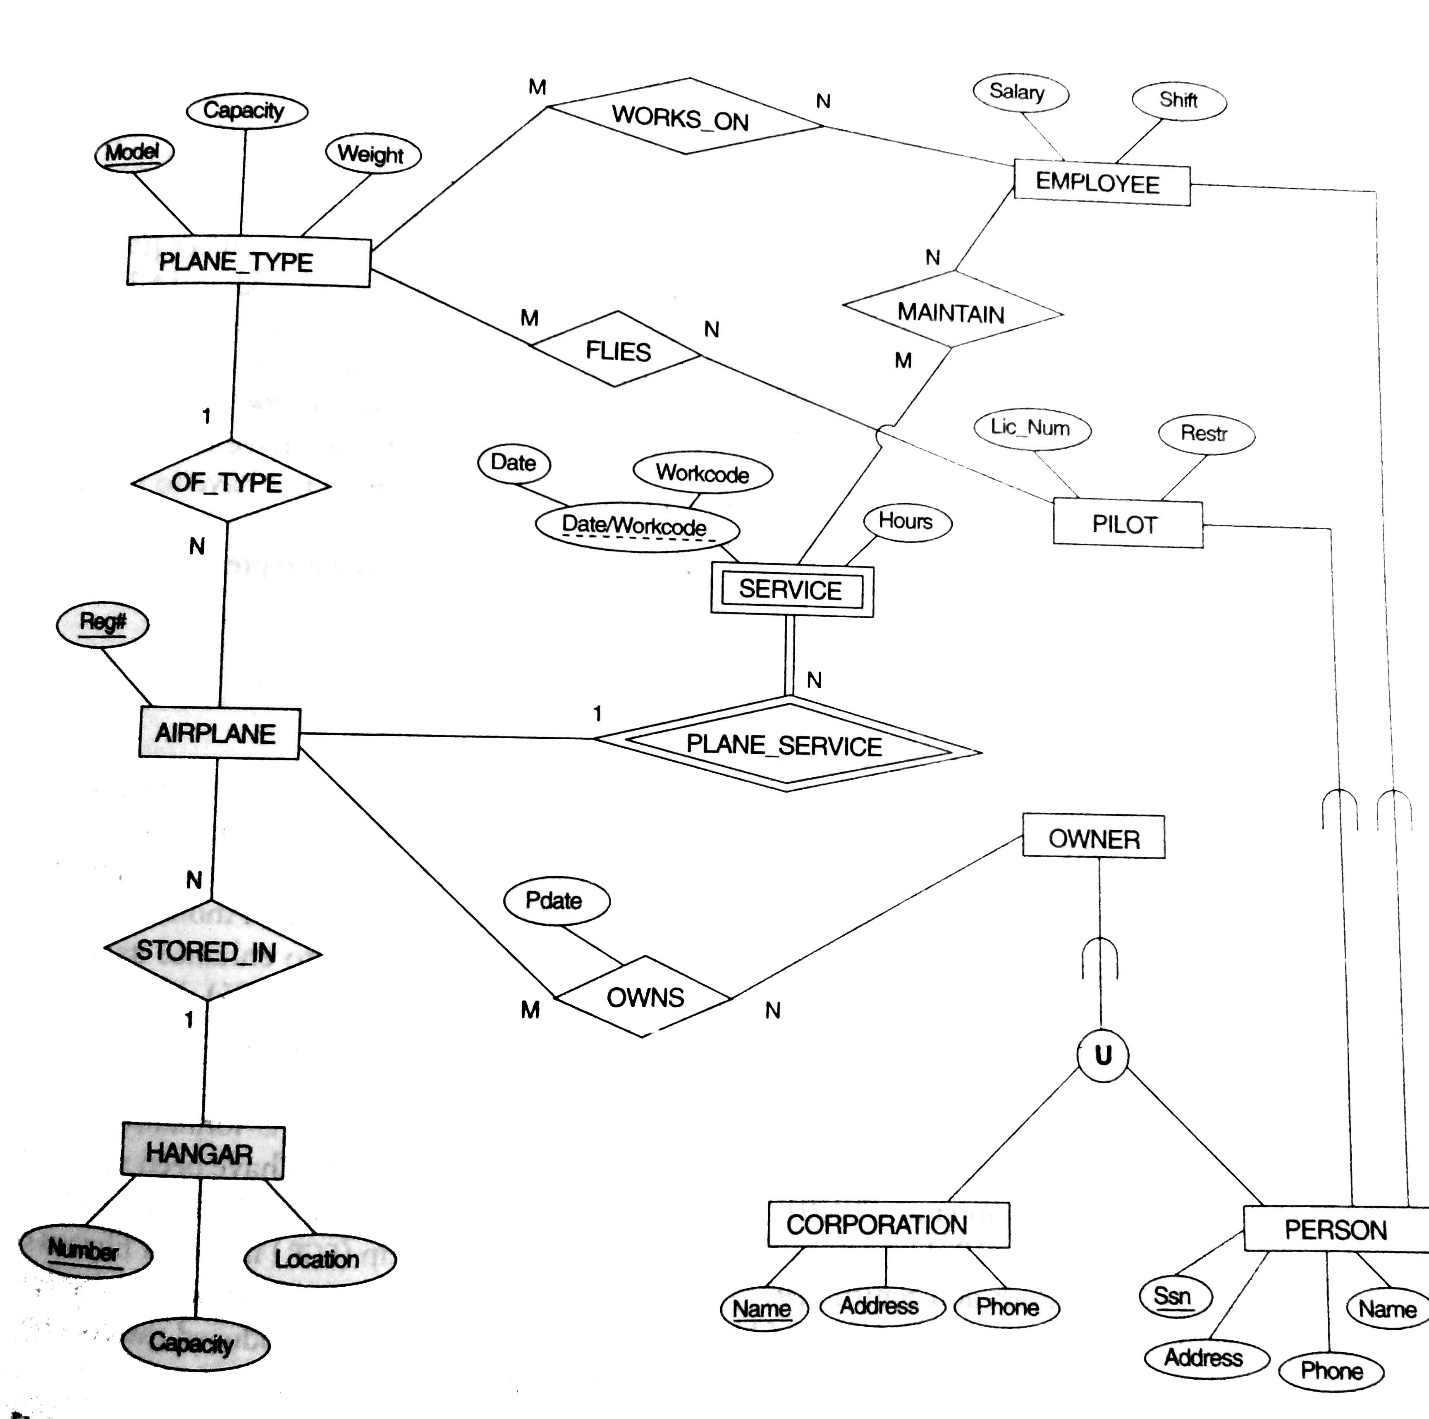 M
WORKS_ON
N
Salary
Shift
Capacity
Model
Weight
EMPLOYEE
PLANE_TYPE
N
MAINTAIN
M
M
FLIES
N
1
OF_TYPE
N
Lic_Num
Restr
Date
Workcode
Date/Workcode
Hours
PILOT
SERVICE
Reg#
N
AIRPLANE
1
PLANE_SERVICE
OWNER
N
STORED_IN
1
Pdate
M
OWNS
N
U
HANGAR
Number
Location
Capacity
CORPORATION
PERSON
Name
Address
Phone
Ssn
Name
Address
Phone